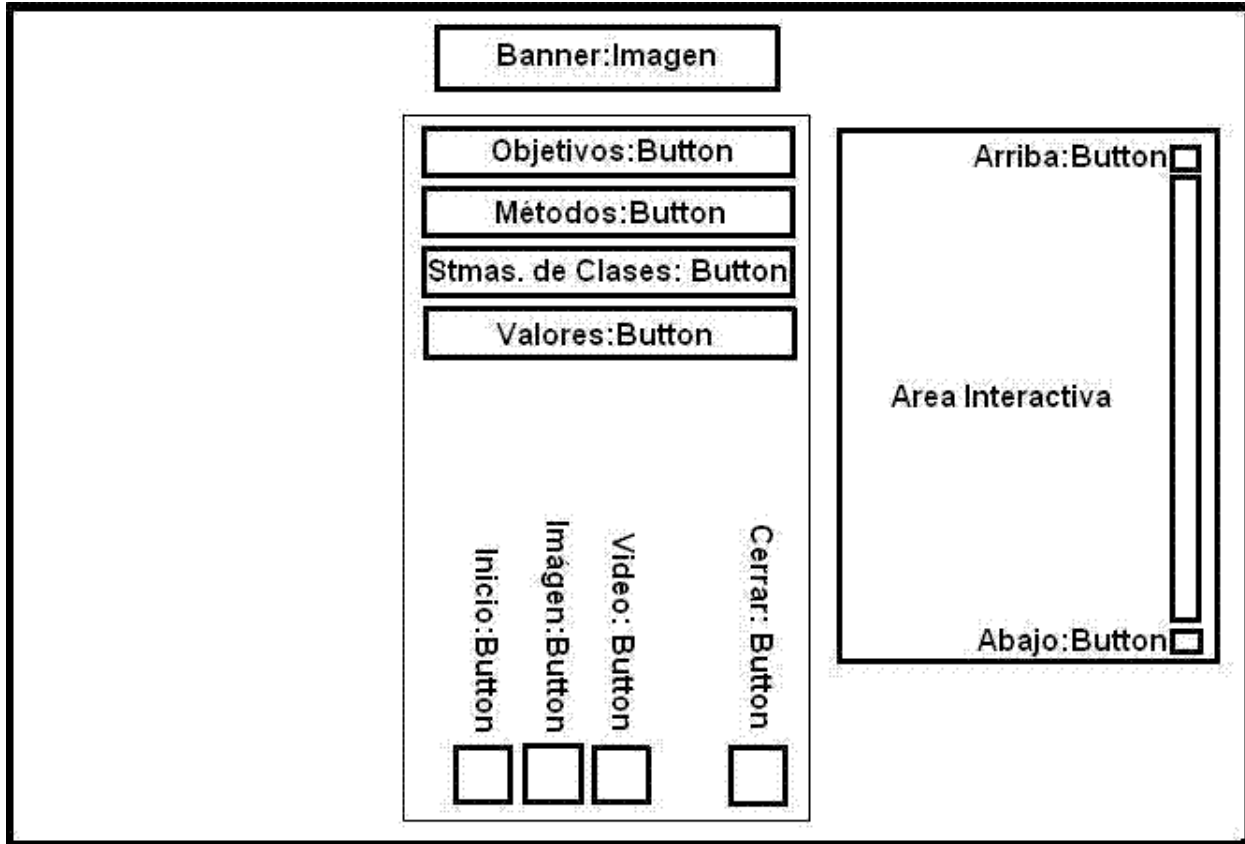 Banner:Imagen
Objetivos:Button
Métodos:Button
Stmas. de Clases: Button
Valores:Button
Inicio:Button
Imágen:Button
Video: Button
Cerrar: Button
Arriba:Button
Area Interactiva
Abajo:Button